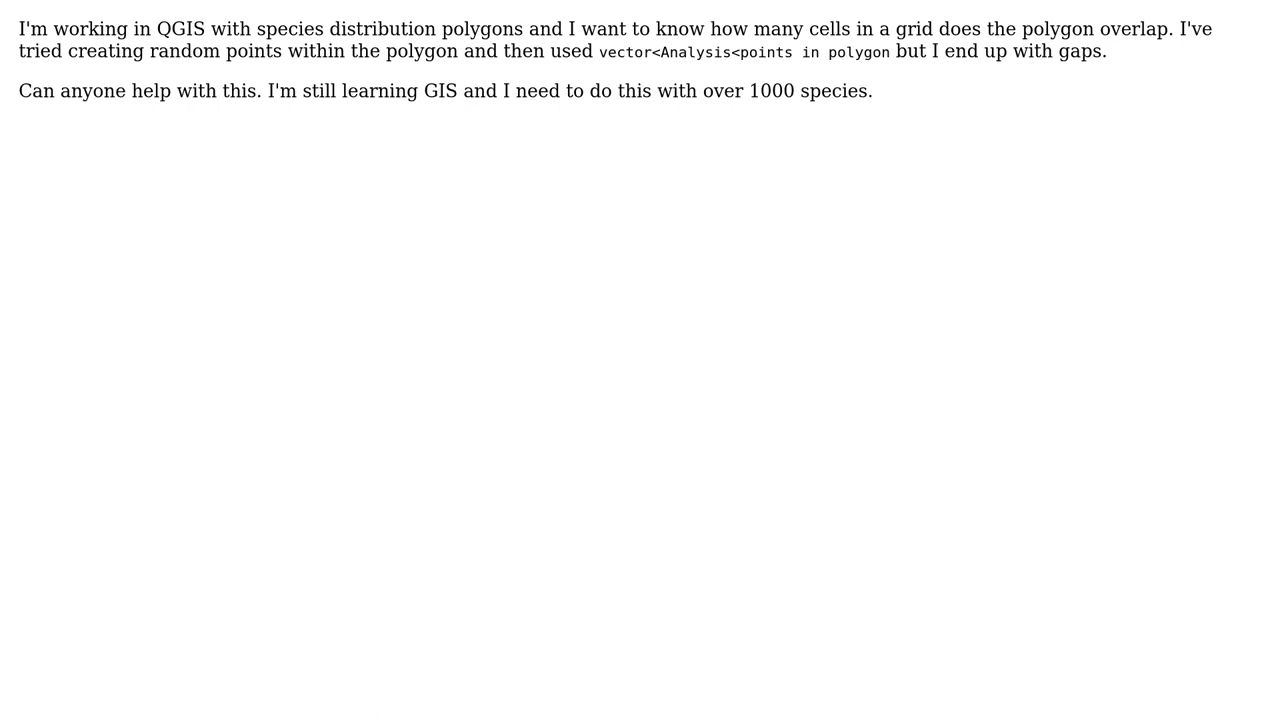 I'm working in QGIS with species distribution polygons and I want to know how many cells in a grid does the polygon overlap. I've
tried creating random points within the polygon and then used vector<Analysis<points in polygon but I end up with gaps.
Can anyone help with this. I'm still learning GIS and I need to do this with over 1000 species.